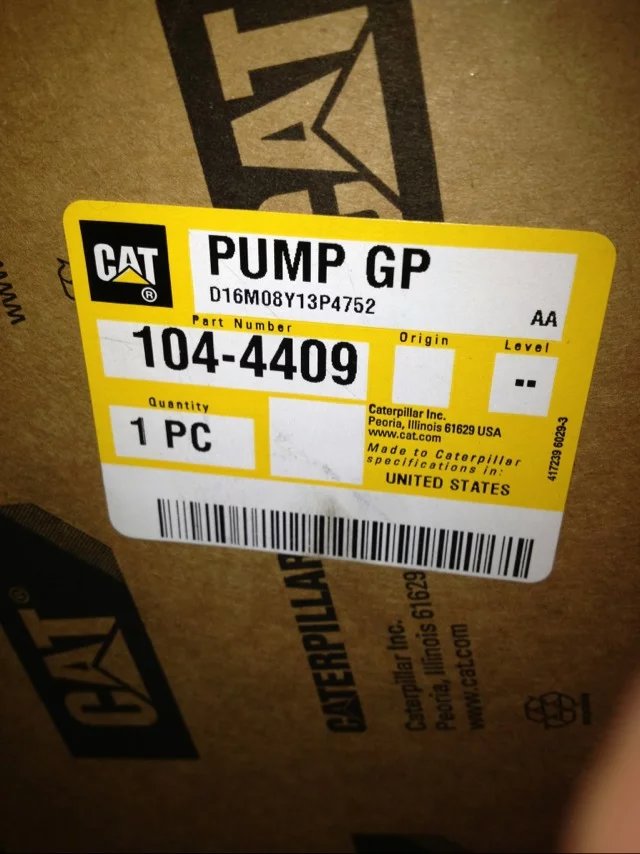 CAT
CAT
®
PUMP GP
D16M08Y13P4752
AA
Part Number
104-4409
Origin
Level
--
Quantity
1 PC
Caterpillar Inc.
Peoria, Illinois 61629 USA
www.cat.com
Made to Caterpillar
specifications in:
UNITED STATES
417239 6029-3
www
CAT
®
CATERPILLAR
Caterpillar Inc.
Peoria, Illinois 61629
www.cat.com